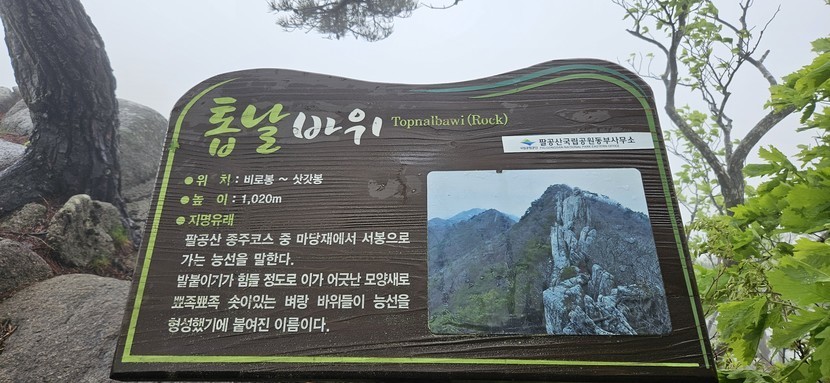 톱날바위 Topnalbawi (Rock)
팔공산국립공원동부사무소
● 위 치 : 비로봉 ~ 삿갓봉
● 높 이 : 1,020m
● 지명유래
팔공산 종주코스 중 마당재에서 서봉으로
가는 능선을 말한다.
발붙이기가 힘들 정도로 이가 어긋난 모양새로
뾰족뾰족 솟아있는 벼랑 바위들이 능선을
형성했기에 붙여진 이름이다.